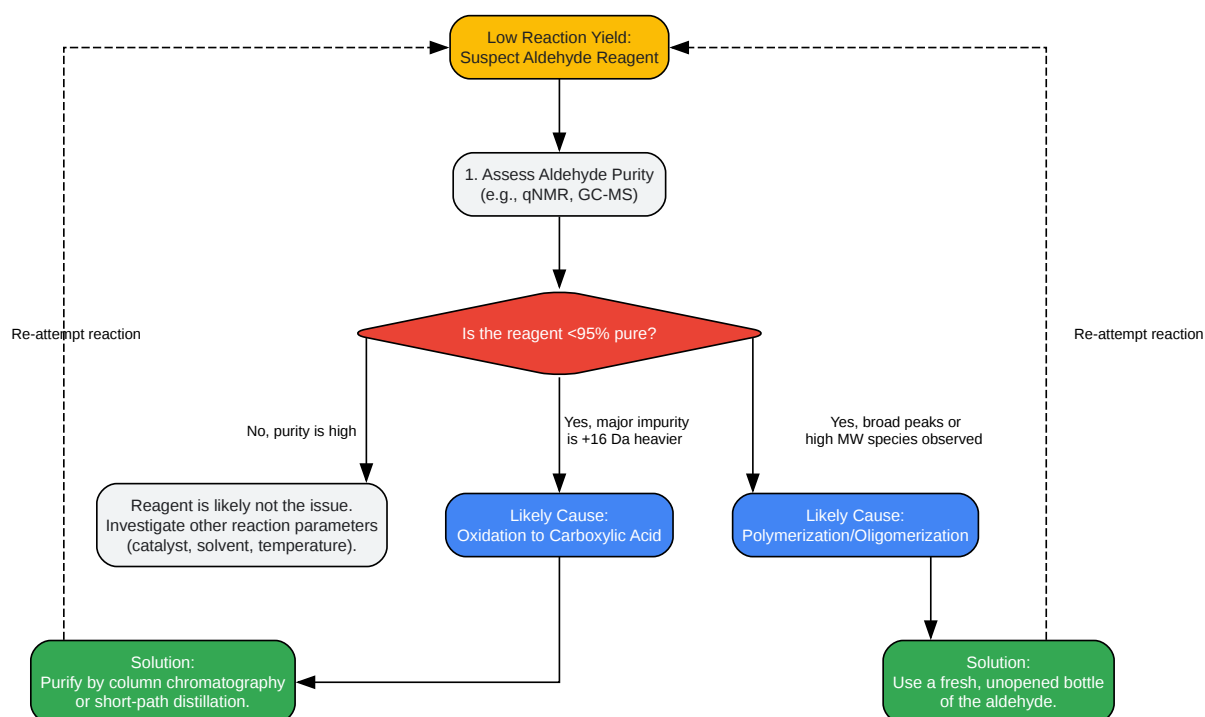 Low Reaction Yield:
Suspect Aldehyde Reagent
1. Assess Aldehyde Purity
(e.g., qNMR, GC-MS)
Is the reagent <95% pure?
Re-attempt reaction
Re-attempt reaction
No, purity is high
Yes, major impurity
is +16 Da heavier
Yes, broad peaks or
high MW species observed
Reagent is likely not the issue.
Investigate other reaction parameters
(catalyst, solvent, temperature).
Likely Cause:
Oxidation to Carboxylic Acid
Likely Cause:
Polymerization/Oligomerization
Solution:
Purify by column chromatography
or short-path distillation.
Solution:
Use a fresh, unopened bottle
of the aldehyde.